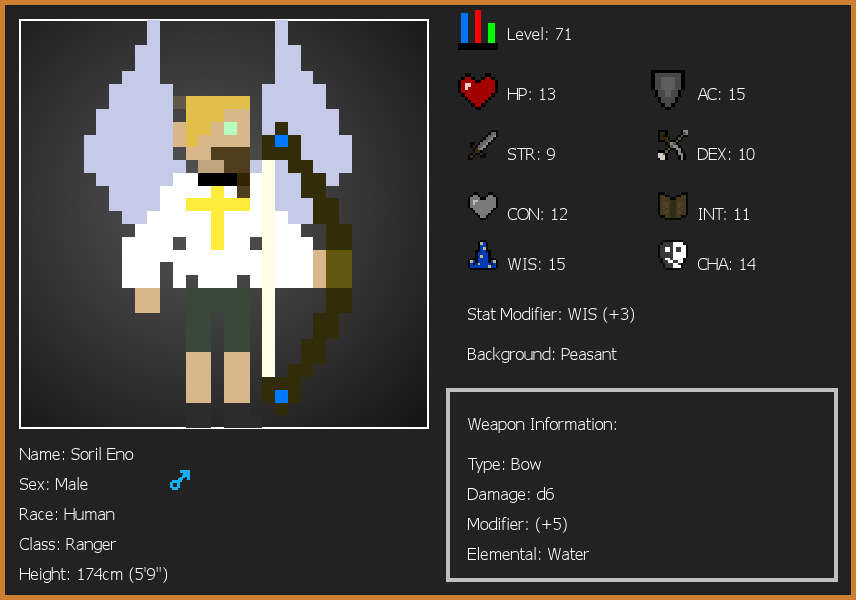 Level: 71
HP: 13
AC: 15
STR: 9
DEX: 10
CON: 12
INT: 11
WIS: 15
CHA: 14
Stat Modifier: WIS (+3)
Background: Peasant
Weapon Information:
Type: Bow
Damage: d6
Modifier: (+5)
Elemental: Water
Name: Soril Eno
Sex: Male
Race: Human
Class: Ranger
Height: 174cm (5'9")